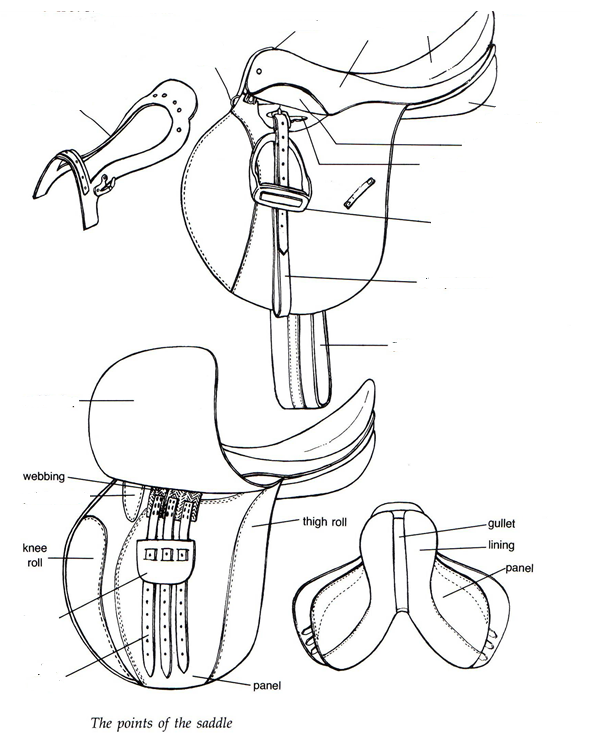 webbing
thigh roll
gullet
lining
knee
roll
panel
panel
The points of the saddle